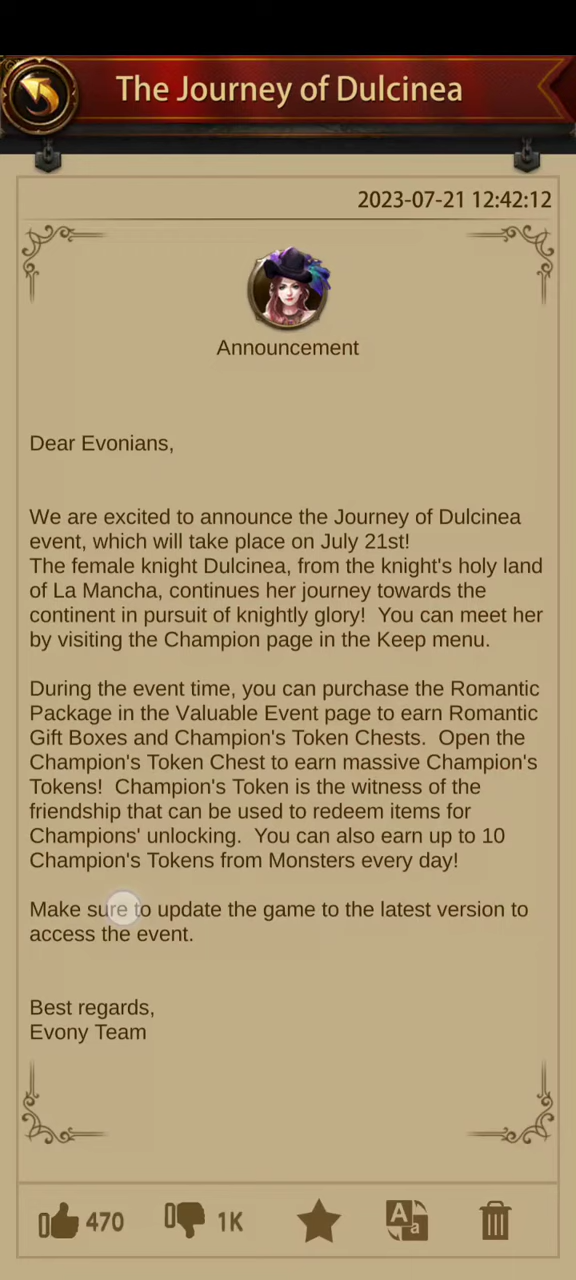 The Journey of Dulcinea
2023-07-21 12:42:12
Announcement
Dear Evonians,
We are excited to announce the Journey of Dulcinea
event, which will take place on July 21st!
The female knight Dulcinea, from the knight's holy land
of La Mancha, continues her journey towards the
continent in pursuit of knightly glory!  You can meet her
by visiting the Champion page in the Keep menu.
During the event time, you can purchase the Romantic
Package in the Valuable Event page to earn Romantic
Gift Boxes and Champion's Token Chests.  Open the
Champion's Token Chest to earn massive Champion's
Tokens!  Champion's Token is the witness of the
friendship that can be used to redeem items for
Champions' unlocking.  You can also earn up to 10
Champion's Tokens from Monsters every day!
Make sure to update the game to the latest version to
access the event.
Best regards,
Evony Team
470
1K
A
a